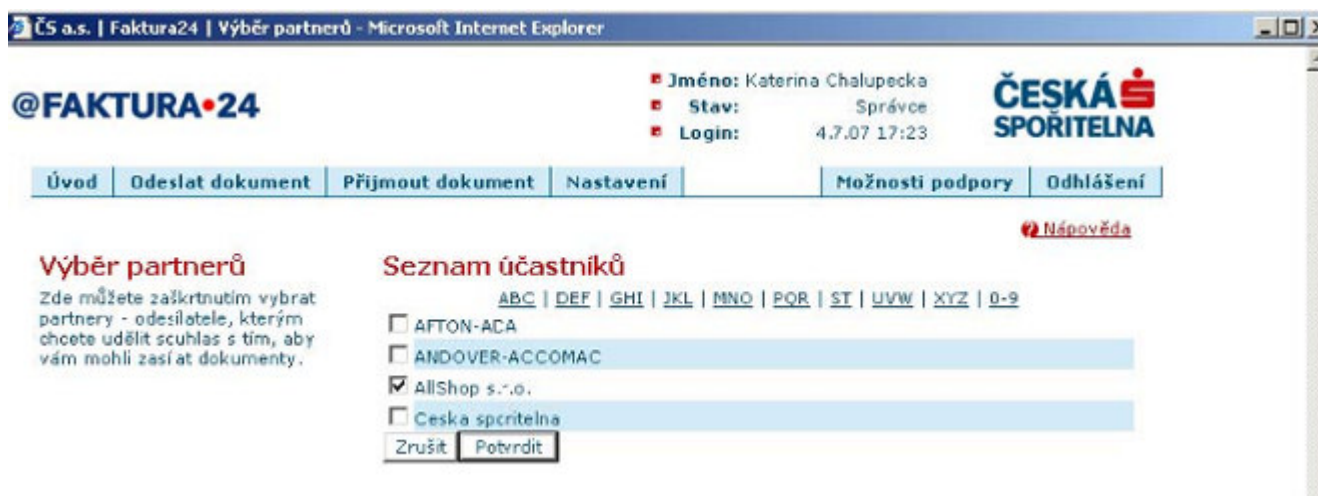 ČS a.s. | Faktura24 | Výběr partnerů - Microsoft Internet Explorer
@FAKTURA•24
Jméno: Katerina Chalupecka
Stav: Správce
Login: 4.7.07 17:23
ČESKÁ
SPOŘITELNA
Úvod Odeslat dokument Přijmout dokument Nastavení Možnosti podpory Odhlášení
Nápověda
Výběr partnerů
Zde můžete zaškrtnutím vybrat
partnery - odesílatele, kterým
chcete udělit souhlas s tím, aby
vám mohli zasílat dokumenty.
Seznam účastníků
ABC | DEF | GHI | JKL | MNO | PQR | ST | UVW | XYZ | 0-9
AFTON-ACA
ANDOVER-ACCOMAC
AllShop s.r.o.
Ceska sporitelna
Zrušit Potvrdit